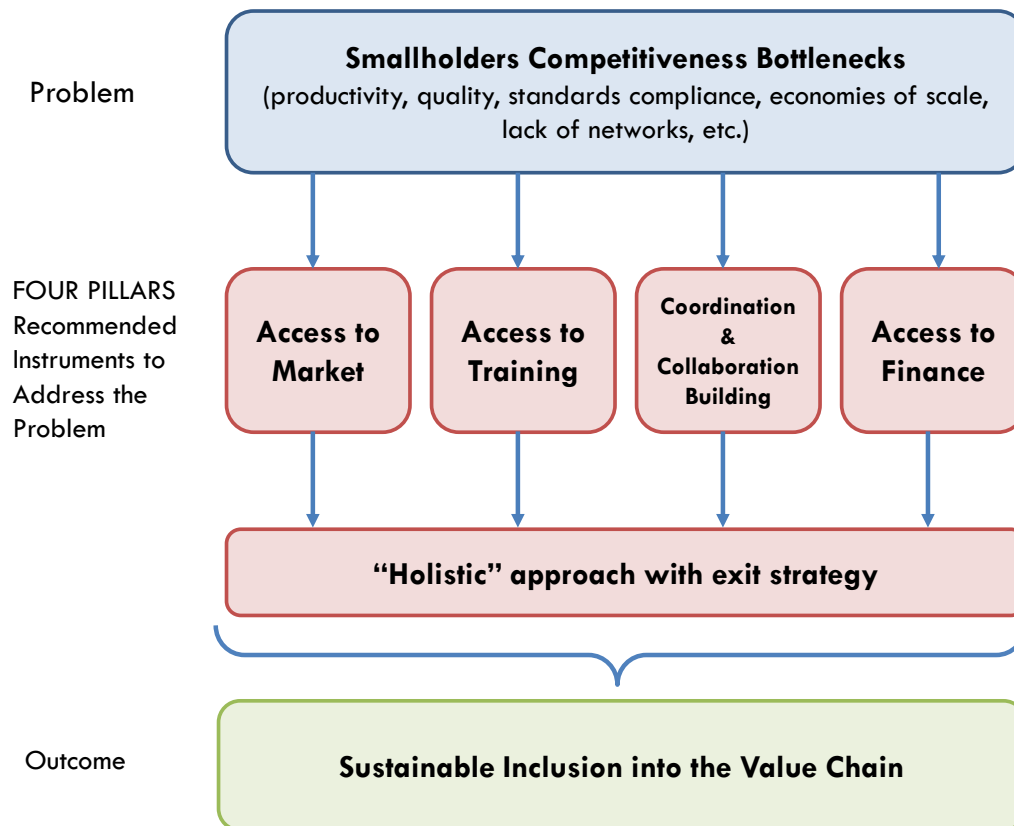 Problem
Smallholders Competitiveness Bottlenecks
(productivity, quality, standards compliance, economies of scale,
lack of networks, etc.)
FOUR PILLARS
Recommended
Instruments to
Address the
Problem
Access to
Market
Access to
Training
Coordination
&
Collaboration
Building
Access to
Finance
“Holistic” approach with exit strategy
Outcome
Sustainable Inclusion into the Value Chain